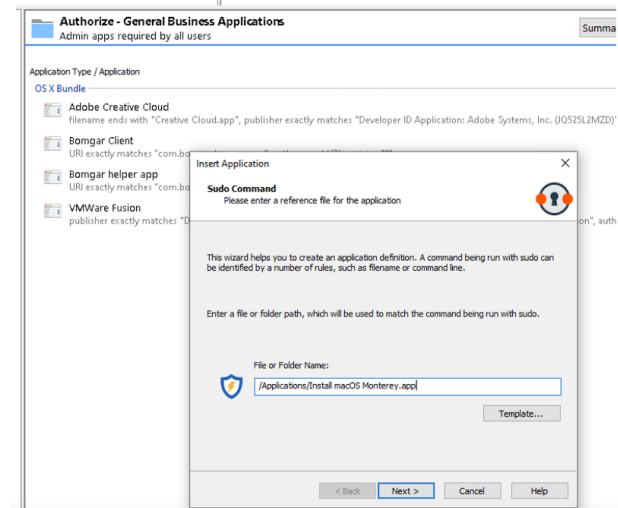 Authorize - General Business Applications
Admin apps required by all users
Summa
Application Type / Application
OS X Bundle
Adobe Creative Cloud
filename ends with "Creative Cloud.app", publisher exactly matches "Developer ID Application: Adobe Systems, Inc. (JQ525L2MZD)"
Bomgar Client
URI exactly matches "com.bo
Bomgar helper app
URI exactly matches "com.bo
VMWare Fusion
publisher exactly matches "D
on", auth
Insert Application
Sudo Command
Please enter a reference file for the application
This wizard helps you to create an application definition. A command being run with sudo can
be identified by a number of rules, such as filename or command line.
Enter a file or folder path, which will be used to match the command being run with sudo.
File or Folder Name:
/Applications/Install macOS Monterey.app
Template...
< Back
Next >
Cancel
Help